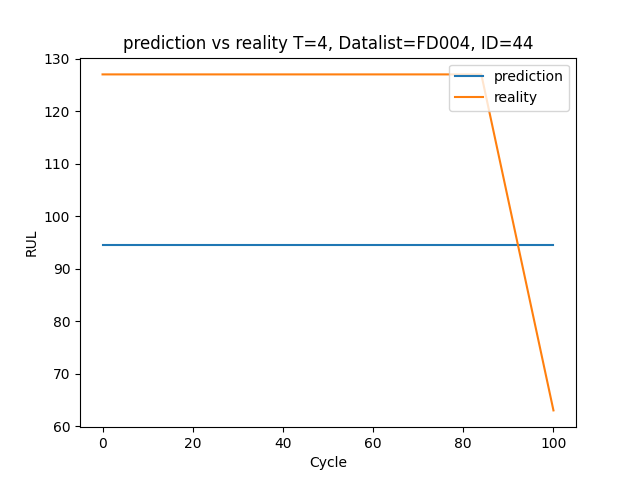 prediction vs reality T=4, Datalist=FD004, ID=44
130
120
110
100
90
80
70
60
RUL
prediction
reality
0 20 40 60 80 100
Cycle